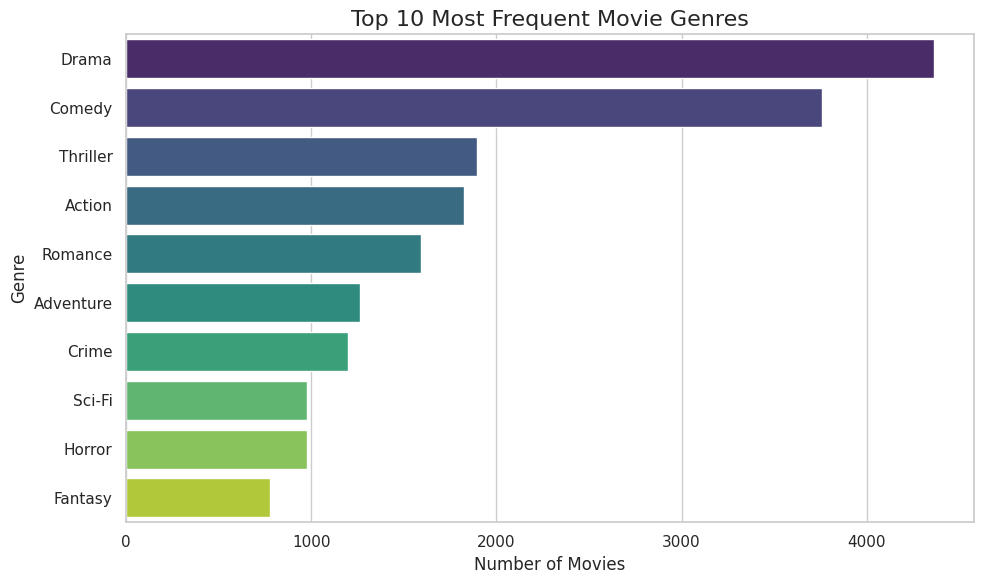 Top 10 Most Frequent Movie Genres
Genre
Drama
Comedy
Thriller
Action
Romance
Adventure
Crime
Sci-Fi
Horror
Fantasy
0 1000 2000 3000 4000
Number of Movies